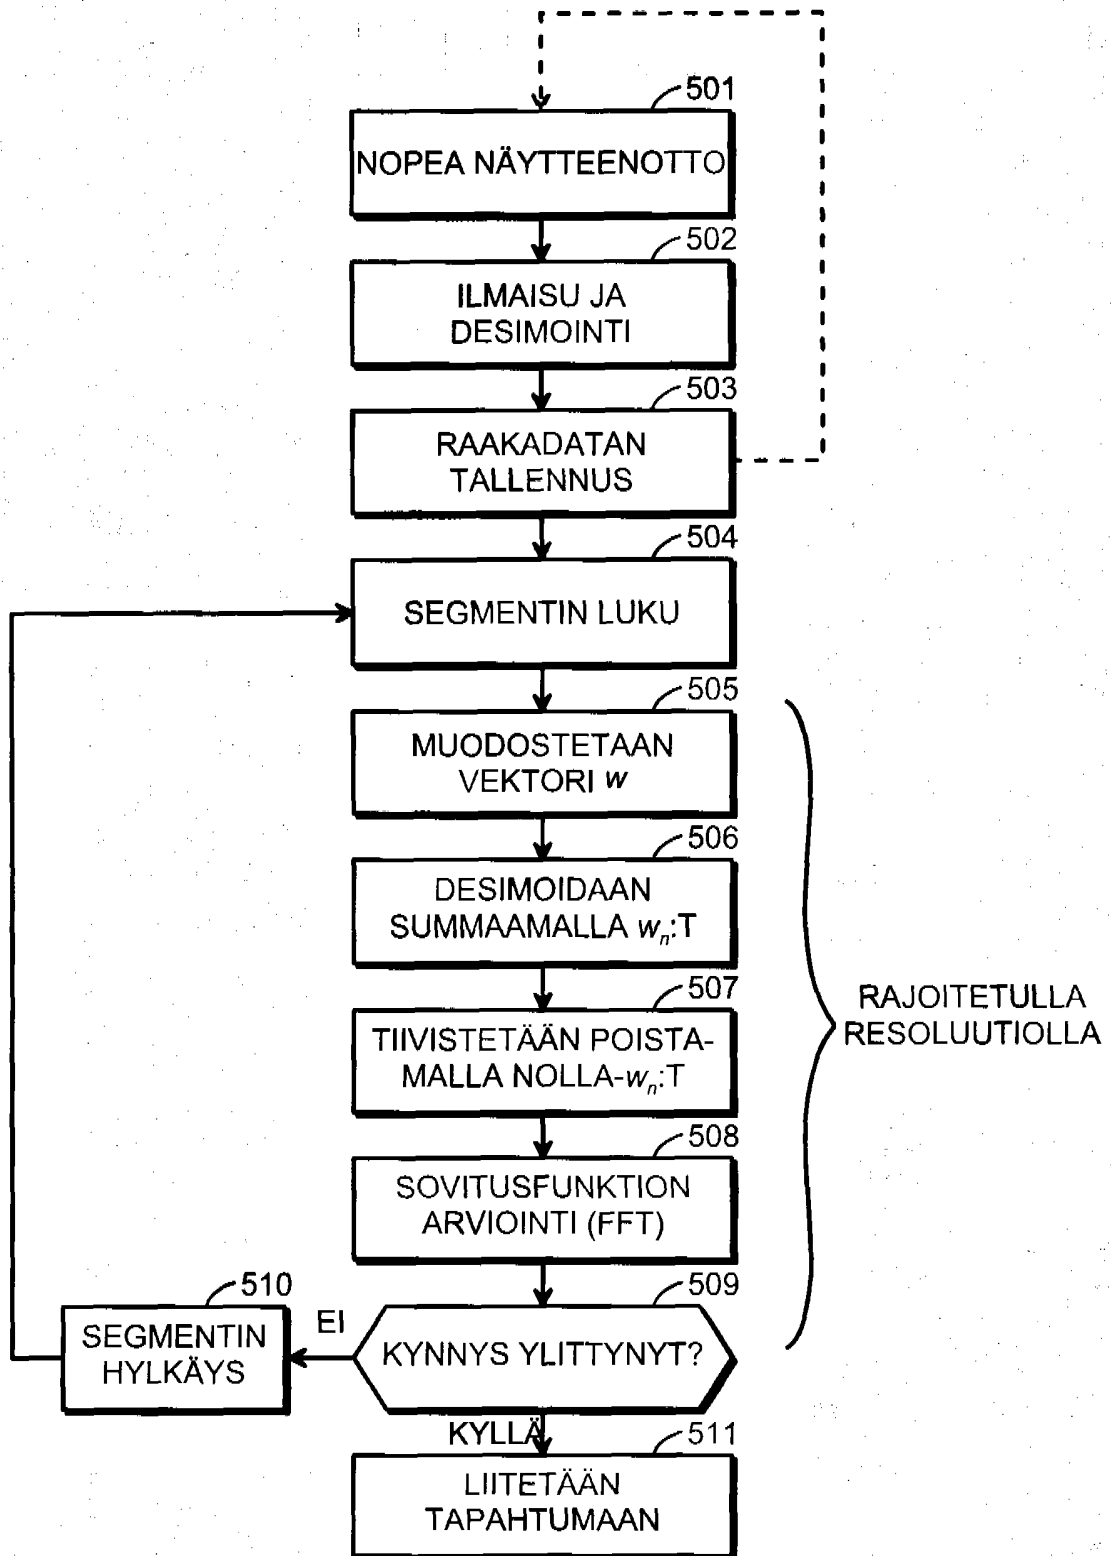 501
NOPEA NÄYTTEENOTTO
502
ILMAISU JA
DESIMOINTI
503
RAAKADATAN
TALLENNUS
504
SEGMENTIN LUKU
505
MUODOSTETAAN
VEKTORI w
506
DESIMOIDAAN
SUMMAAMALLA wn:T
507
TIIVISTETÄÄN POISTA-
MALLA NOLLA-wn:T
RAJOITETULLA
RESOLUUTIOLLA
508
SOVITUSFUNKTION
ARVIOINTI (FFT)
509
KYNNYS YLITTYNYT?
EI
510
SEGMENTIN
HYLKÄYS
KYLLÄ
511
LIITETÄÄN
TAPAHTUMAAN